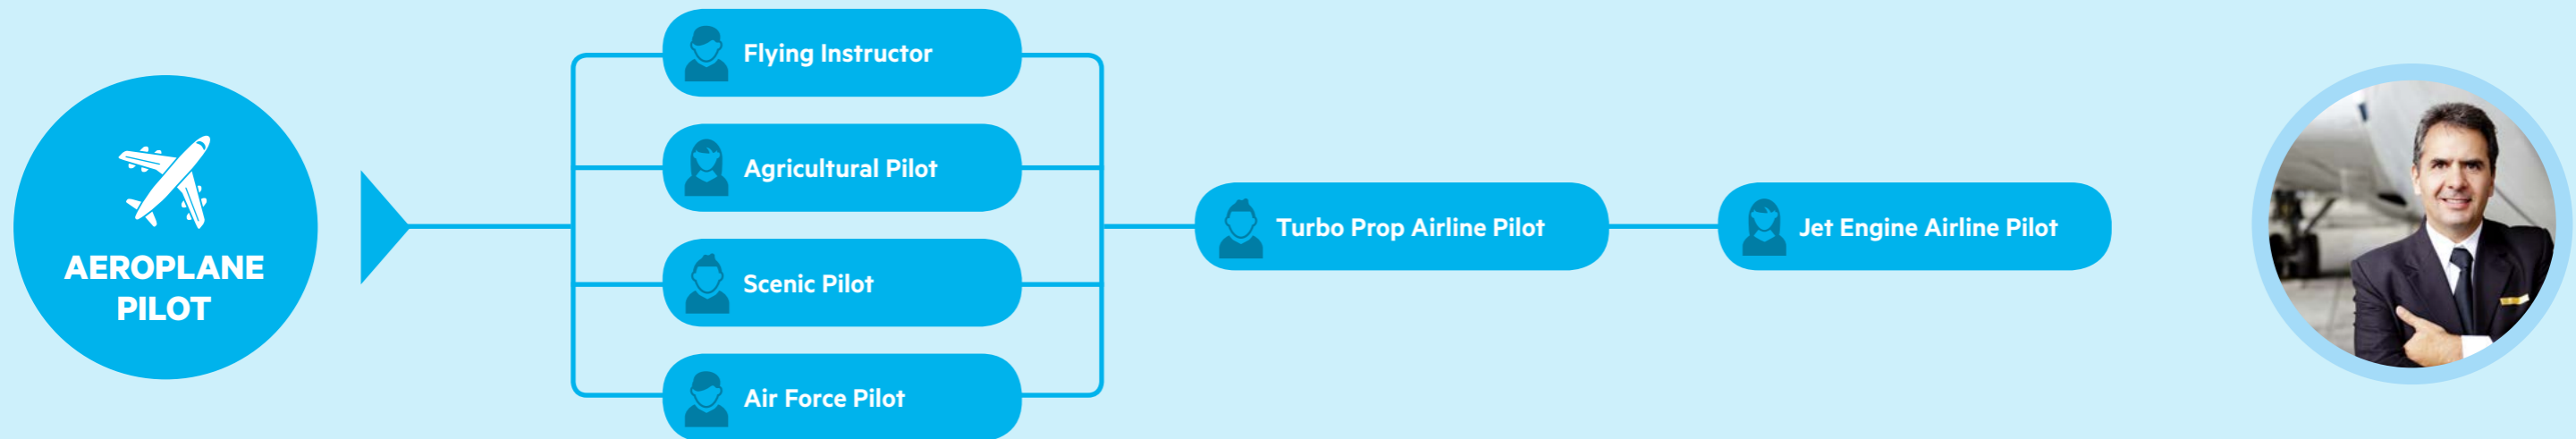 AEROPLANE
PILOT
Flying Instructor
Agricultural Pilot
Scenic Pilot
Air Force Pilot
Turbo Prop Airline Pilot
Jet Engine Airline Pilot